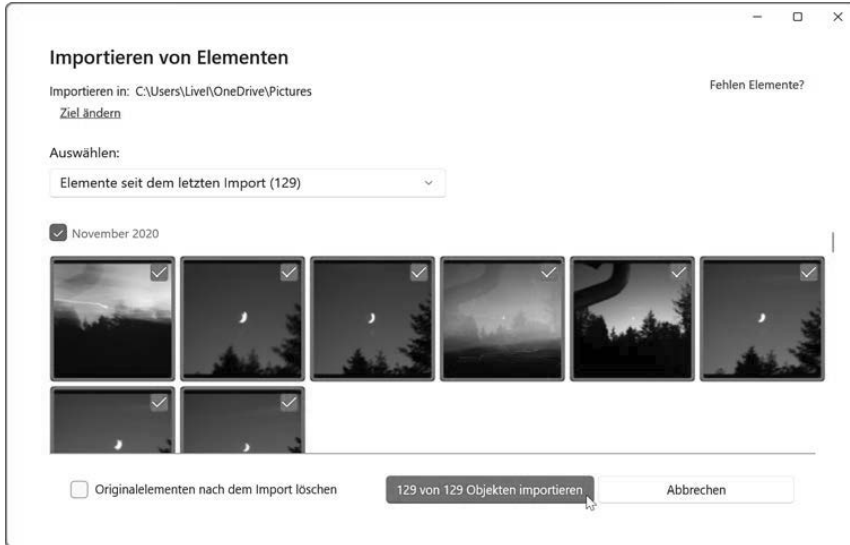 Importieren von Elementen
Importieren in: C:\Users\Livel\OneDrive\Pictures
Fehlen Elemente?
Ziel ändern
Auswählen:
Elemente seit dem letzten Import (129)
November 2020
Originalelementen nach dem Import löschen
129 von 129 Objekten importieren
Abbrechen